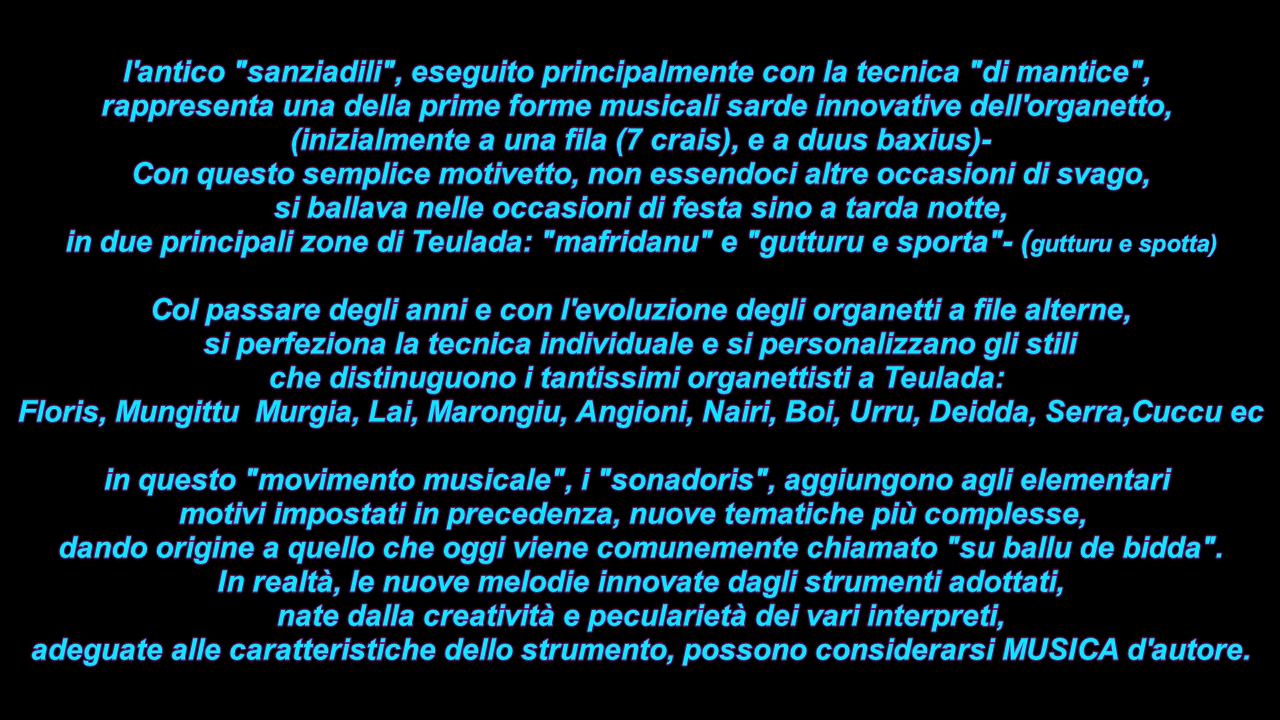 l'antico "sanziadili", eseguito principalmente con la tecnica "di mantice",
rappresenta una della prime forme musicali sarde innovative dell'organetto,
(inizialmente a una fila (7 crais), e a duus baxius)-
Con questo semplice motivetto, non essendoci altre occasioni di svago,
si ballava nelle occasioni di festa sino a tarda notte,
in due principali zone di Teulada: "mafridanu" e "gutturu e sporta"- (gutturu e spotta)
Col passare degli anni e con l'evoluzione degli organetti a file alterne,
si perfeziona la tecnica individuale e si personalizzano gli stili
che distinuguono i tantissimi organettisti a Teulada:
Floris, Mungittu  Murgia, Lai, Marongiu, Angioni, Nairi, Boi, Urru, Deidda, Serra,Cuccu ec
in questo "movimento musicale", i "sonadoris", aggiungono agli elementari
motivi impostati in precedenza, nuove tematiche più complesse,
dando origine a quello che oggi viene comunemente chiamato "su ballu de bidda".
In realtà, le nuove melodie innovate dagli strumenti adottati,
nate dalla creatività e pecularietà dei vari interpreti,
adeguate alle caratteristiche dello strumento, possono considerarsi MUSICA d'autore.